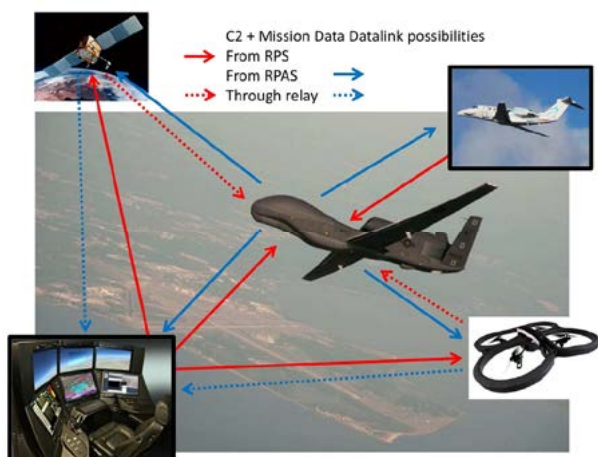 C2 + Mission Data Datalink possibilities
From RPS
From RPAS
Through relay